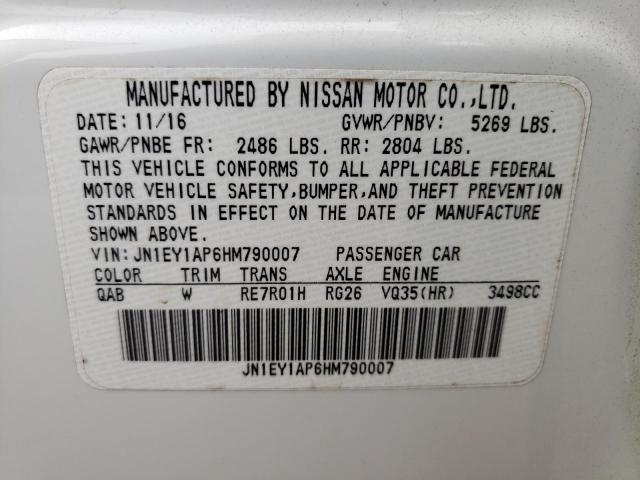 MANUFACTURED BY NISSAN MOTOR CO.,LTD.
DATE: 11/16 GVWR/PNBV: 5269 LBS.
GAWR/PNBE FR: 2486 LBS. RR: 2804 LBS.
THIS VEHICLE CONFORMS TO ALL APPLICABLE FEDERAL
MOTOR VEHICLE SAFETY,BUMPER,AND THEFT PREVENTION
STANDARDS IN EFFECT ON THE DATE OF MANUFACTURE
SHOWN ABOVE.
VIN: JN1EY1AP6HM790007 PASSENGER CAR
COLOR TRIM TRANS AXLE ENGINE
QAB W RE7R01H RG26 VQ35(HR) 3498CC
JN1EY1AP6HM790007